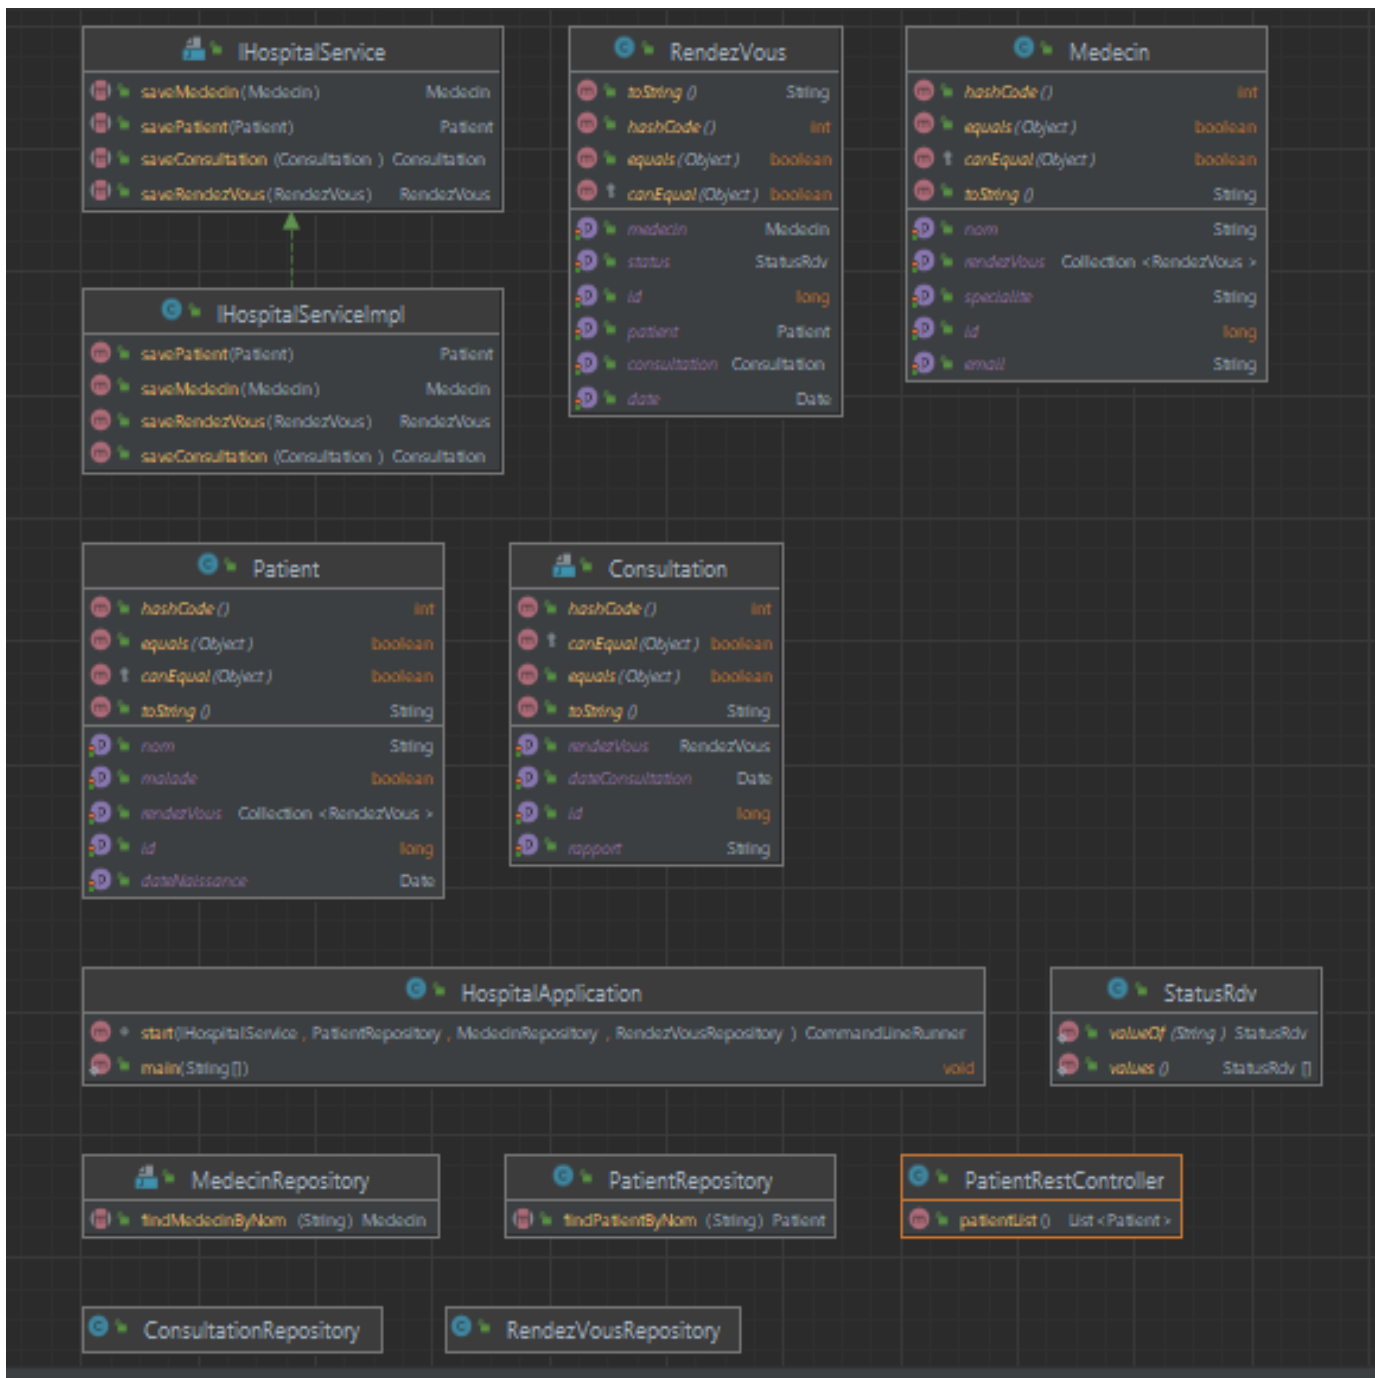 IHospitalService
saveMedecin(Medecin) Medecin
savePatient(Patient) Patient
saveConsultation (Consultation ) Consultation
saveRendezVous(RendezVous) RendezVous
IHospitalServiceImpl
savePatient(Patient) Patient
saveMedecin(Medecin) Medecin
saveRendezVous(RendezVous) RendezVous
saveConsultation (Consultation ) Consultation
RendezVous
toString () String
hashCode () int
equals (Object ) boolean
canEqual (Object ) boolean
medecin Medecin
status StatusRdv
id long
patient Patient
consultation Consultation
date Date
Medecin
hashCode () int
equals (Object ) boolean
canEqual (Object ) boolean
toString () String
nom String
rendezVous Collection <RendezVous >
specialite String
id long
email String
Patient
hashCode () int
equals (Object ) boolean
canEqual (Object ) boolean
toString () String
nom String
malade boolean
rendezVous Collection <RendezVous >
id long
dateNaissance Date
Consultation
hashCode () int
canEqual (Object ) boolean
equals (Object ) boolean
toString () String
rendezVous RendezVous
dateConsultation Date
id long
rapport String
HospitalApplication
start(IHospitalService , PatientRepository , MedecinRepository , RendezVousRepository ) CommandLineRunner
main(String[]) void
StatusRdv
valueOf (String ) StatusRdv
values () StatusRdv []
MedecinRepository
findMedecinByNom (String) Medecin
PatientRepository
findPatientByNom (String) Patient
PatientRestController
patientList () List <Patient >
ConsultationRepository
RendezVousRepository